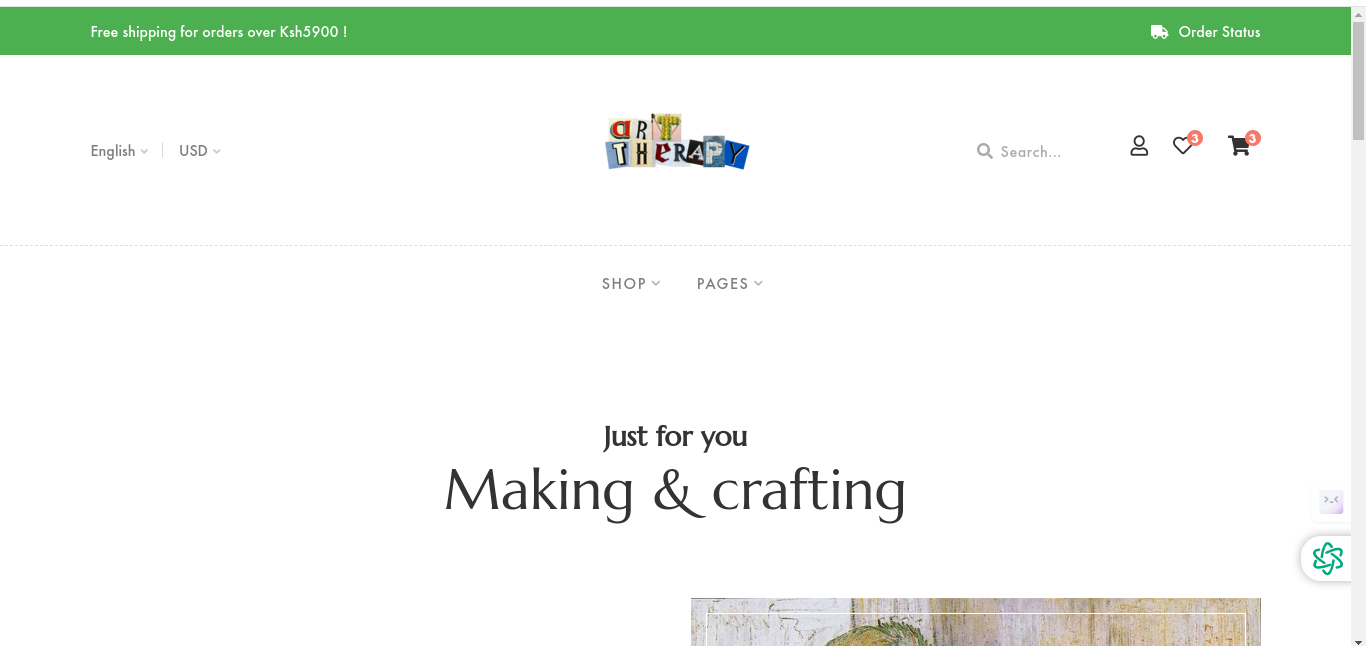 Free shipping for orders over Ksh5900 !
Order Status
English
USD
ART
THERAPY
Search...
3
3
SHOP
PAGES
Just for you
Making & crafting